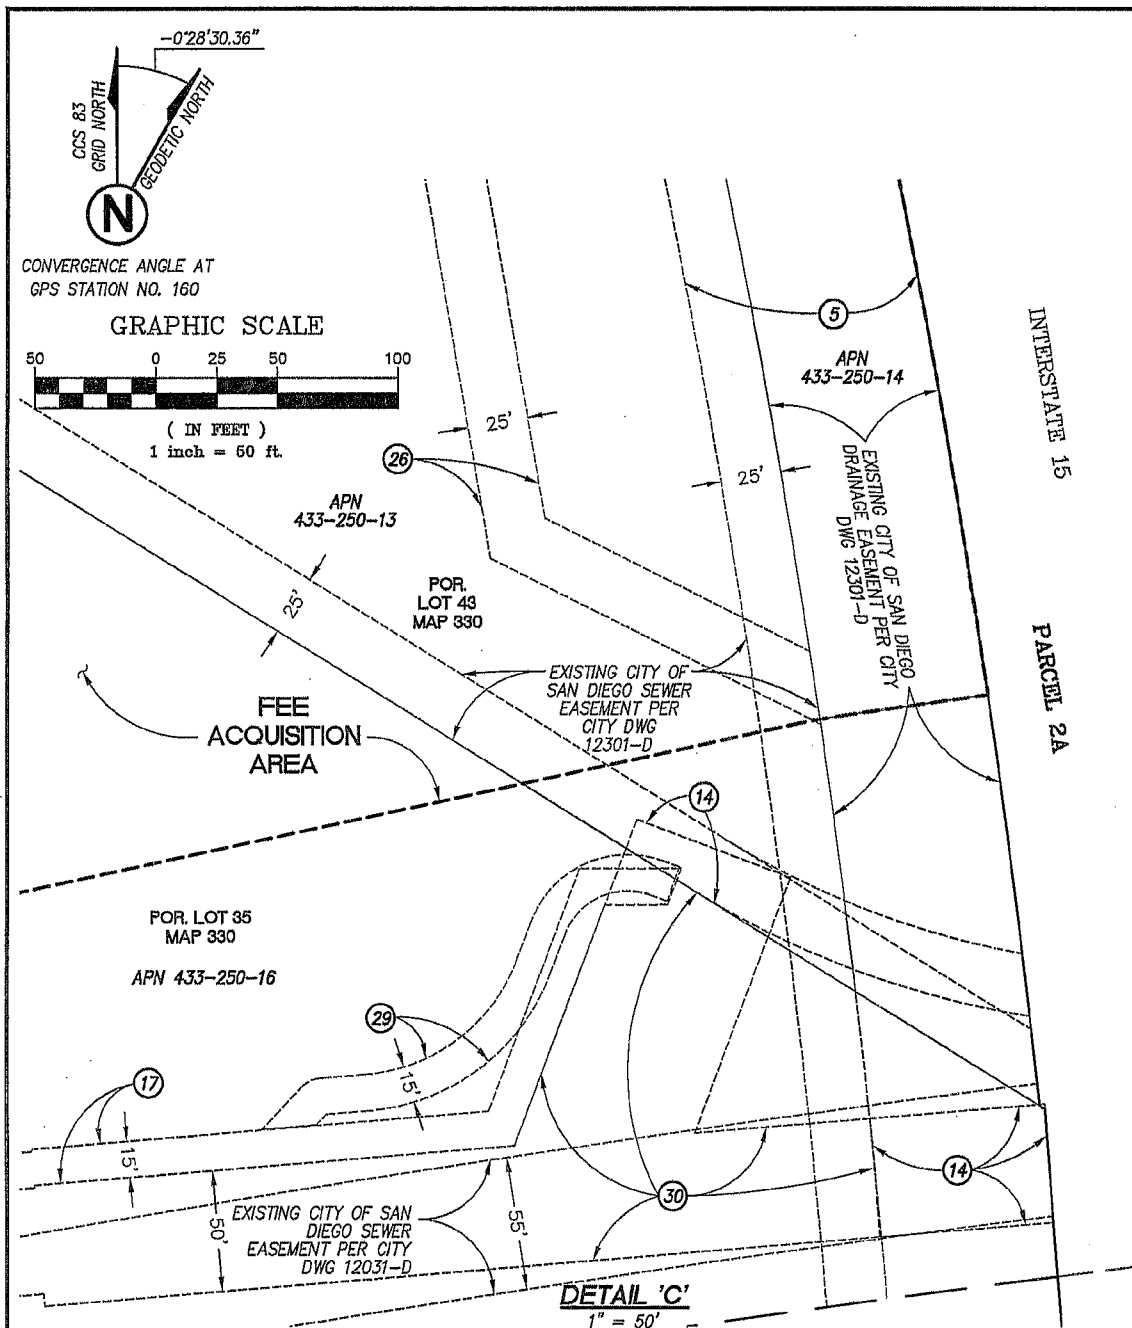 -0°28'30.36"
CCS 83
GRID NORTH
GEODETIC NORTH
N
CONVERGENCE ANGLE AT
GPS STATION NO. 160
GRAPHIC SCALE
50 0 25 50 100
( IN FEET )
1 inch = 50 ft.
5
APN
433-250-14
INTERSTATE 15
25'
26
25'
APN
433-250-13
EXISTING CITY OF SAN DIEGO
DRAINAGE EASEMENT PER CITY
DWG 12301-D
25'
POR.
LOT 43
MAP 330
PARCEL 2A
EXISTING CITY OF
SAN DIEGO SEWER
EASEMENT PER
CITY DWG
12301-D
FEE
ACQUISITION
AREA
14
POR. LOT 35
MAP 330
APN 433-250-16
29
15'
17
15'
14
30
50'
55'
EXISTING CITY OF SAN
DIEGO SEWER
EASEMENT PER CITY
DWG 12031-D
DETAIL 'C'
1" = 50'